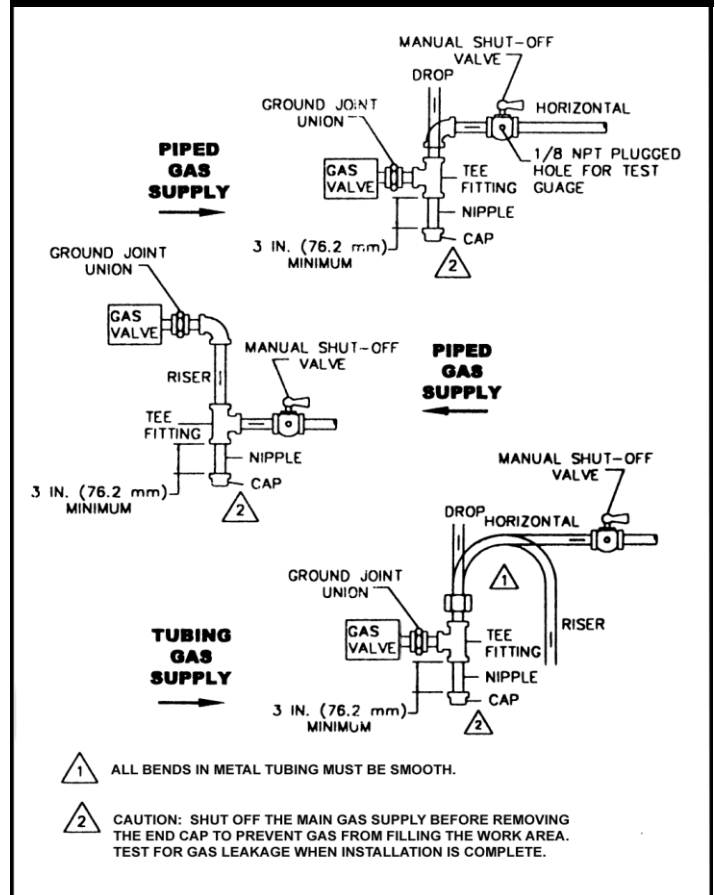 MANUAL SHUT-OFF
VALVE
DROP
GROUND JOINT
UNION
HORIZONTAL
PIPED
GAS
SUPPLY
GAS
VALVE
TEE
FITTING
1/8 NPT PLUGGED
HOLE FOR TEST
GUAGE
NIPPLE
3 IN. (76.2 mm)
MINIMUM
CAP
2
GROUND JOINT
UNION
GAS
VALVE
MANUAL SHUT-OFF
VALVE
RISER
PIPED
GAS
SUPPLY
TEE
FITTING
NIPPLE
3 IN. (76.2 mm)
MINIMUM
CAP
2
MANUAL SHUT-OFF
VALVE
DROP
HORIZONTAL
1
GROUND JOINT
UNION
RISER
TUBING
GAS
SUPPLY
GAS
VALVE
TEE
FITTING
NIPPLE
3 IN. (76.2 mm)
MINIMUM
CAP
2
1 ALL BENDS IN METAL TUBING MUST BE SMOOTH.
2 CAUTION: SHUT OFF THE MAIN GAS SUPPLY BEFORE REMOVING
THE END CAP TO PREVENT GAS FROM FILLING THE WORK AREA.
TEST FOR GAS LEAKAGE WHEN INSTALLATION IS COMPLETE.